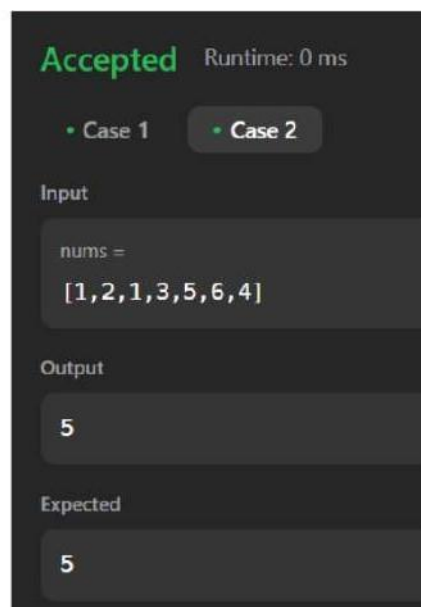 Accepted Runtime: 0 ms
• Case 1 • Case 2
Input
nums =
[1,2,1,3,5,6,4]
Output
5
Expected
5